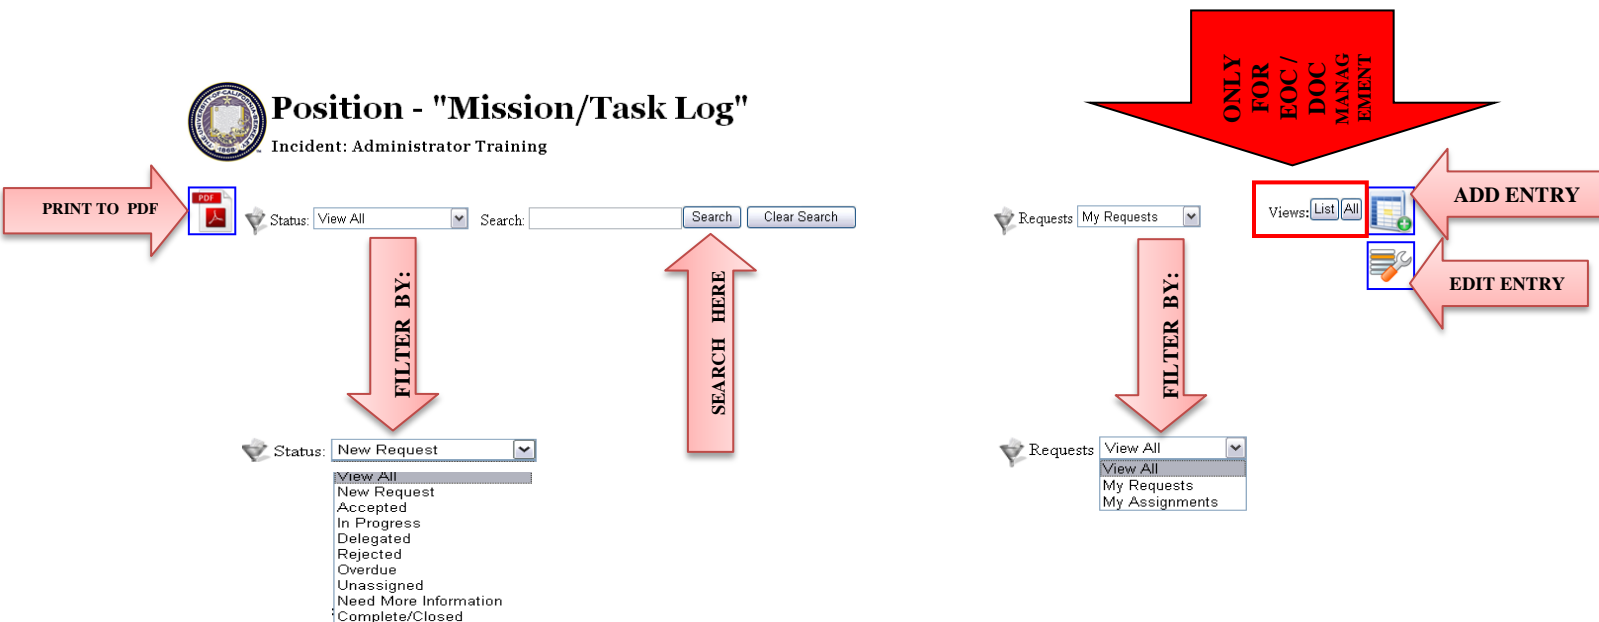 ONLY
FOR
EOC /
DOC
MANAG
EMENT
Position - "Mission/Task Log"
Incident: Administrator Training
PRINT TO PDF
PDF
Status: View All
Search:
Search
Clear Search
Requests My Requests
Views: List All
ADD ENTRY
EDIT ENTRY
FILTER BY:
SEARCH HERE
FILTER BY:
Status: New Request
View All
New Request
Accepted
In Progress
Delegated
Rejected
Overdue
Unassigned
Need More Information
Complete/Closed
Requests View All
View All
My Requests
My Assignments